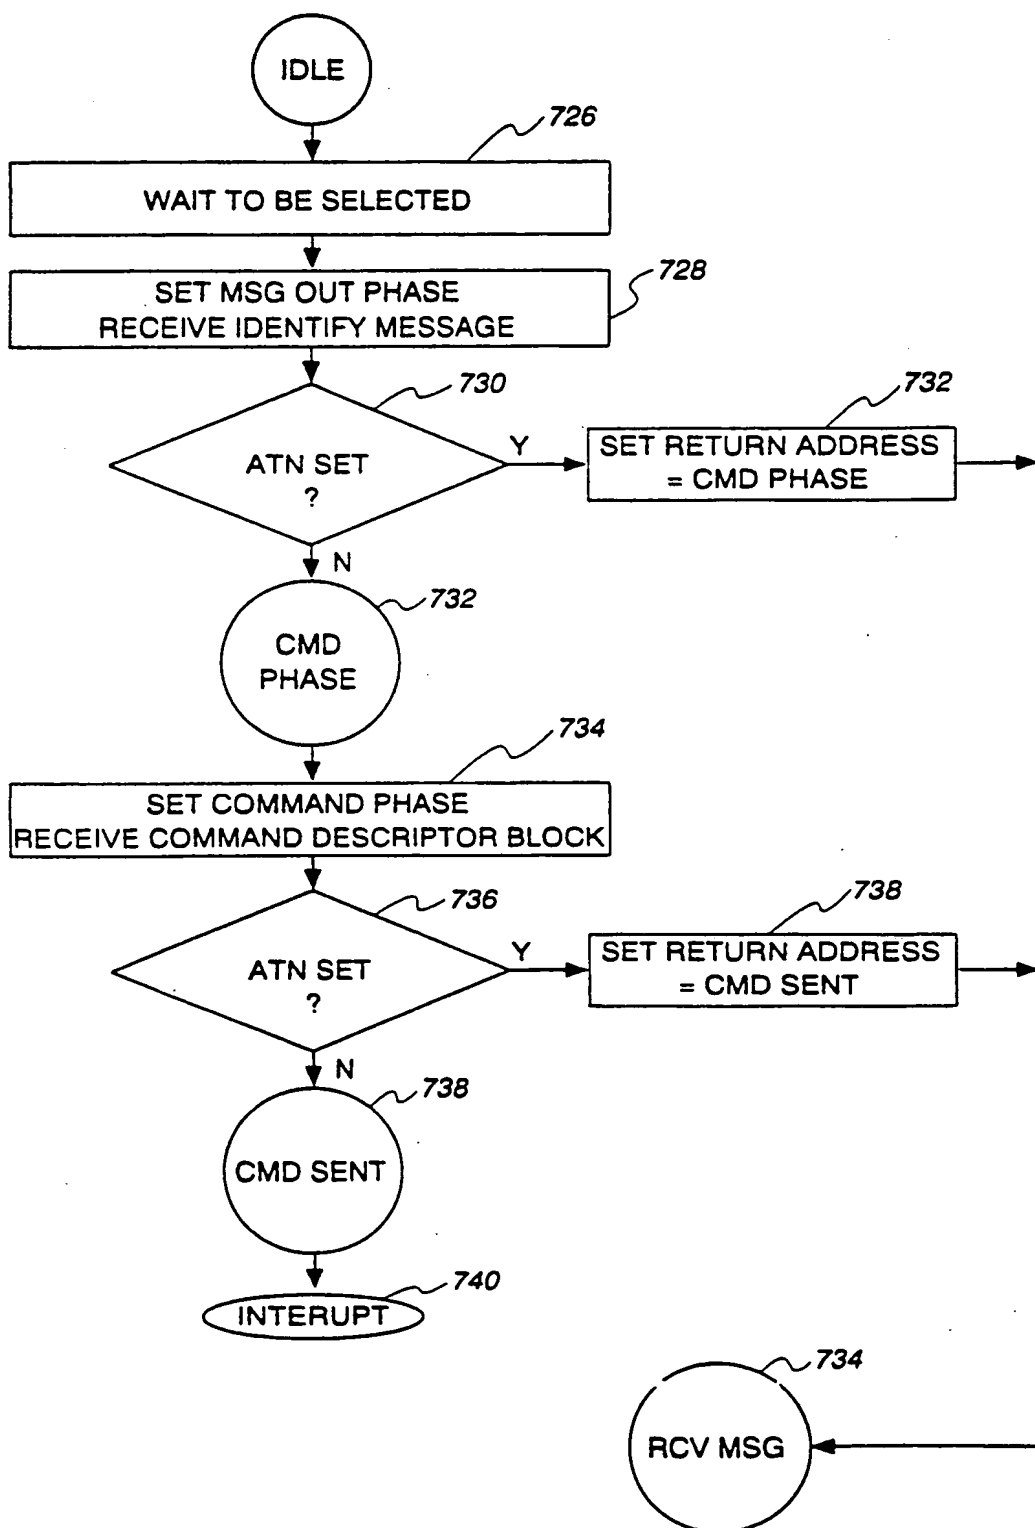 IDLE
726
WAIT TO BE SELECTED
728
SET MSG OUT PHASE
RECEIVE IDENTIFY MESSAGE
730
ATN SET
?
Y
732
SET RETURN ADDRESS
= CMD PHASE
N
732
CMD
PHASE
734
SET COMMAND PHASE
RECEIVE COMMAND DESCRIPTOR BLOCK
736
ATN SET
?
Y
738
SET RETURN ADDRESS
= CMD SENT
N
738
CMD SENT
740
INTERUPT
734
RCV MSG